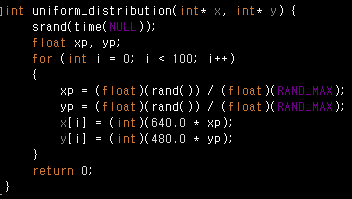 int uniform_distribution(int* x, int* y) {
srand(time(NULL));
float xp, yp;
for (int i = 0; i < 100; i++)
{
xp = (float)(rand()) / (float)(RAND_MAX);
yp = (float)(rand()) / (float)(RAND_MAX);
x[i] = (int)(640.0 * xp);
y[i] = (int)(480.0 * yp);
}
return 0;
}